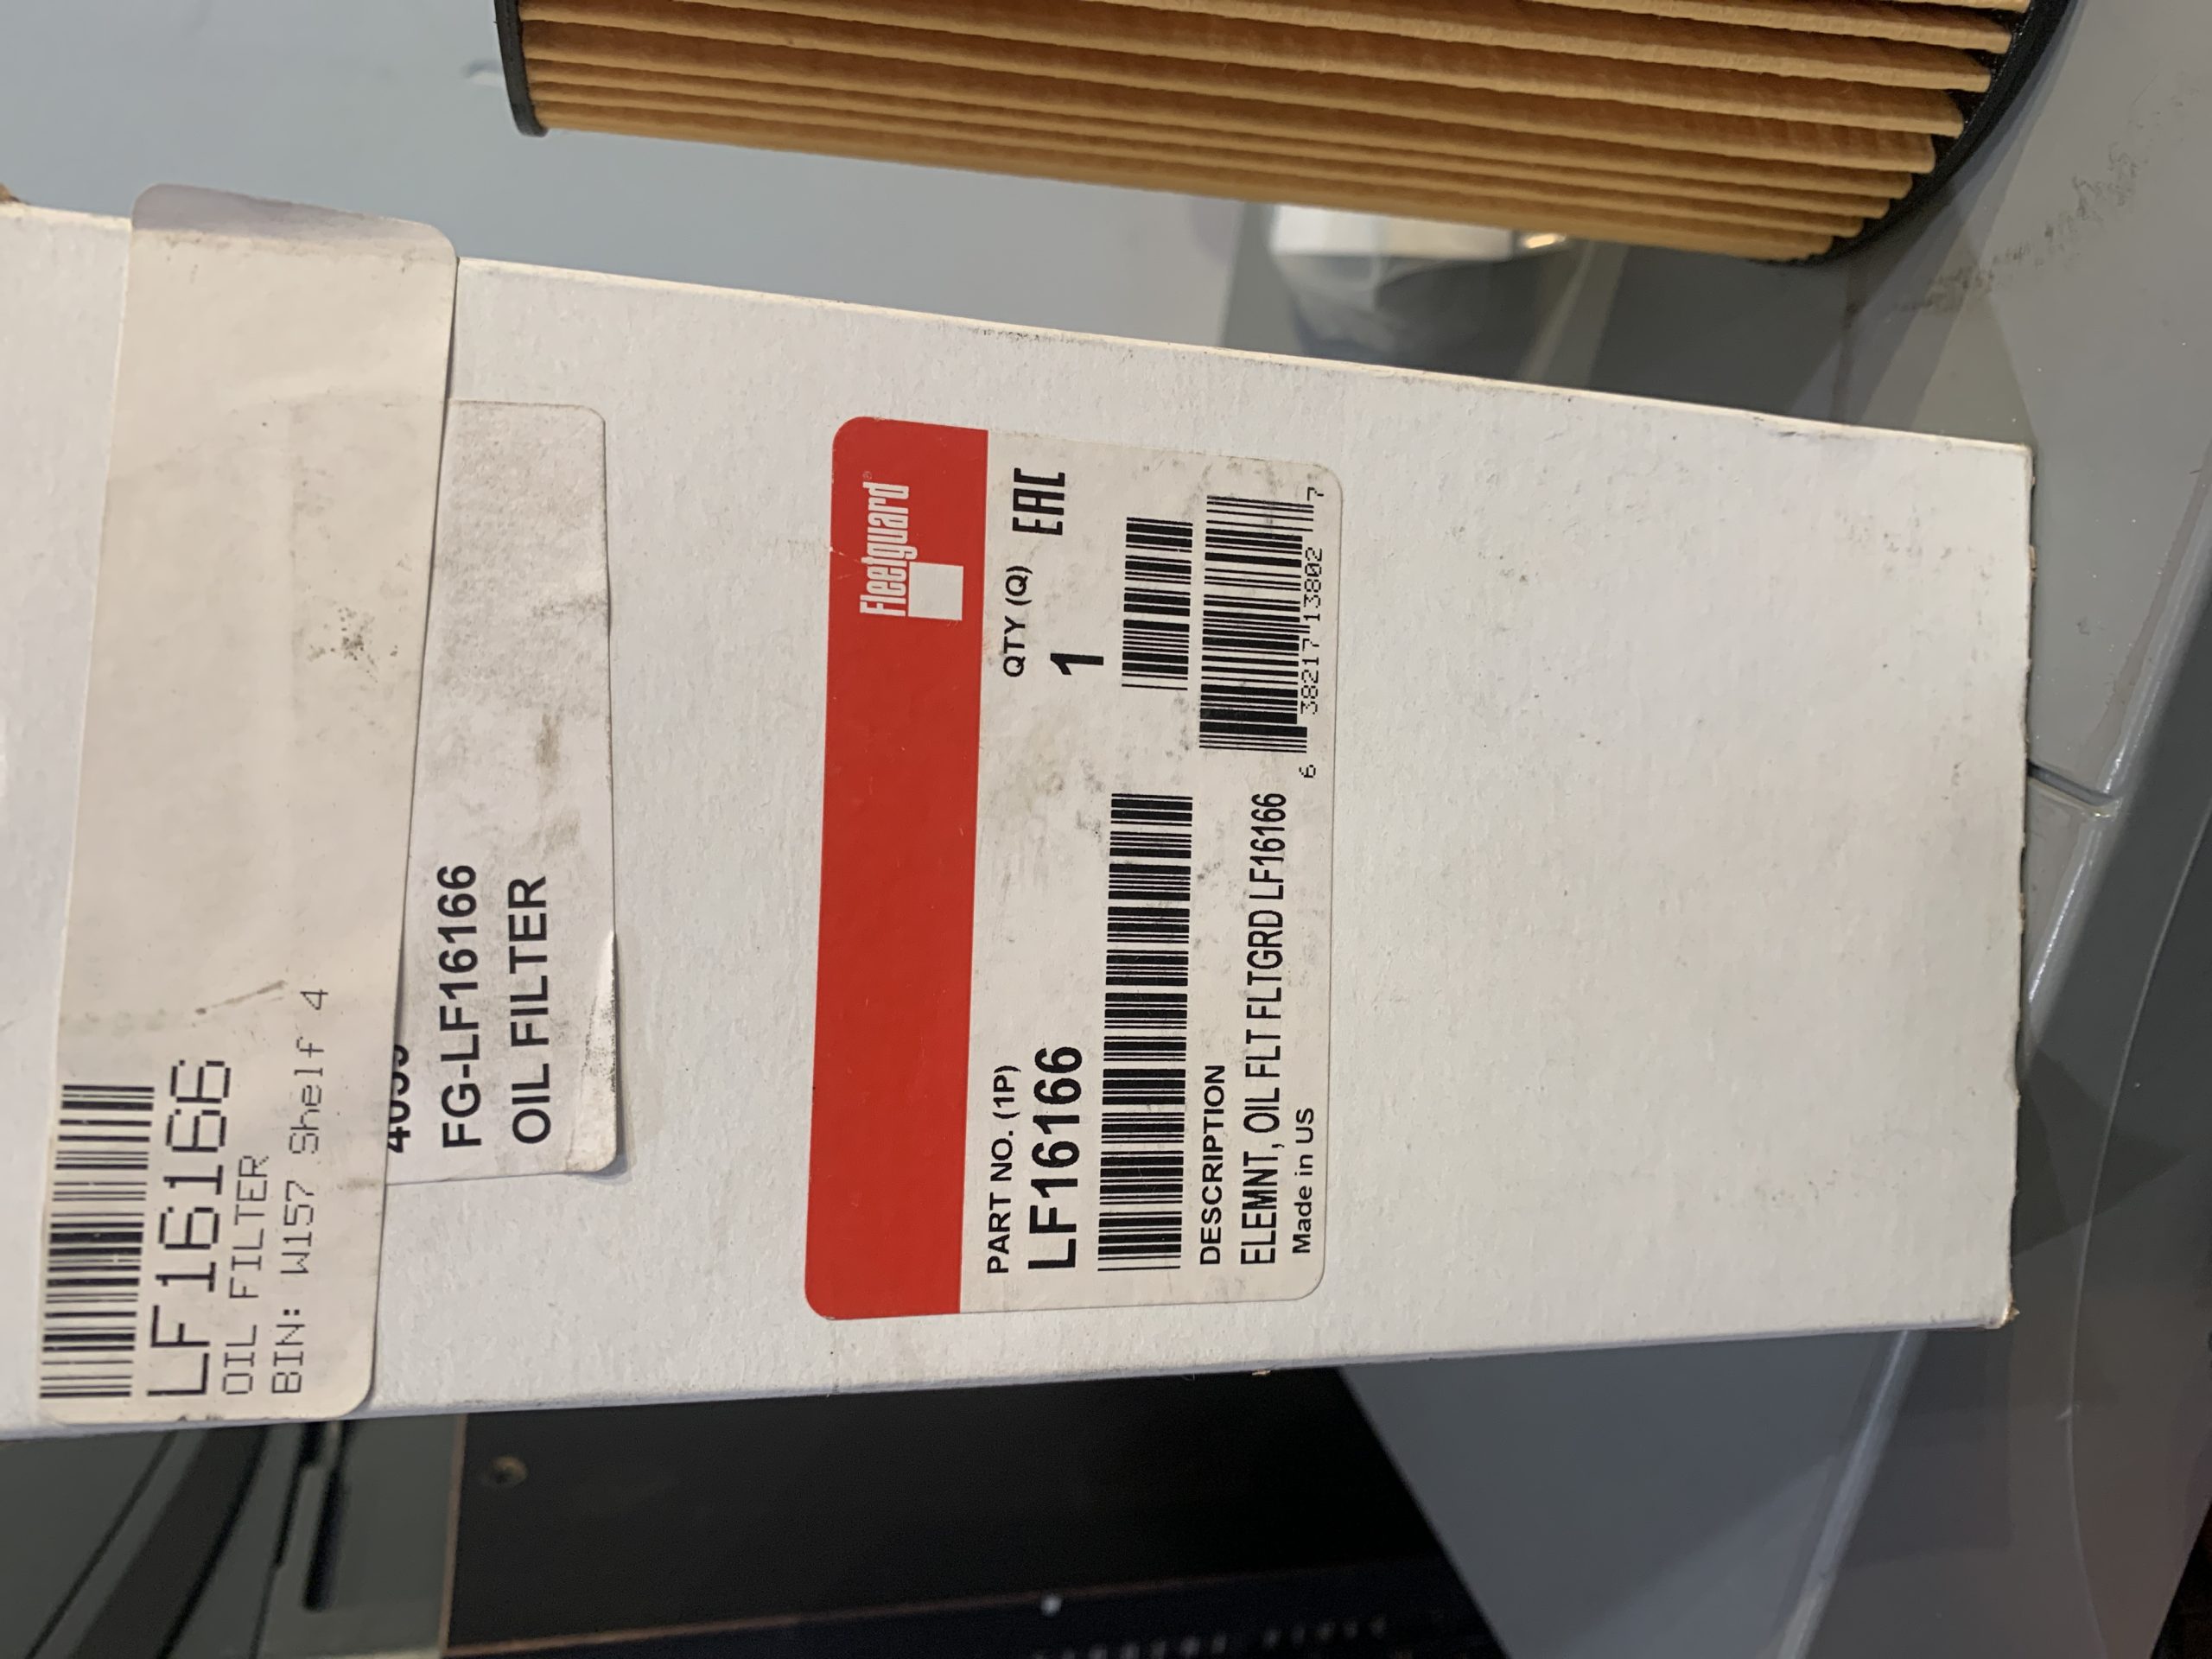 LF16166
OIL FILTER
BIN: W157 Shelf 4
FG-LF16166
OIL FILTER
Fleetguard®
PART NO. (1P)
QTY (Q)
EAC
LF16166
1
DESCRIPTION
ELEMNT, OIL FLT FLTGRD LF16166
Made in US
6 38217 13802 7